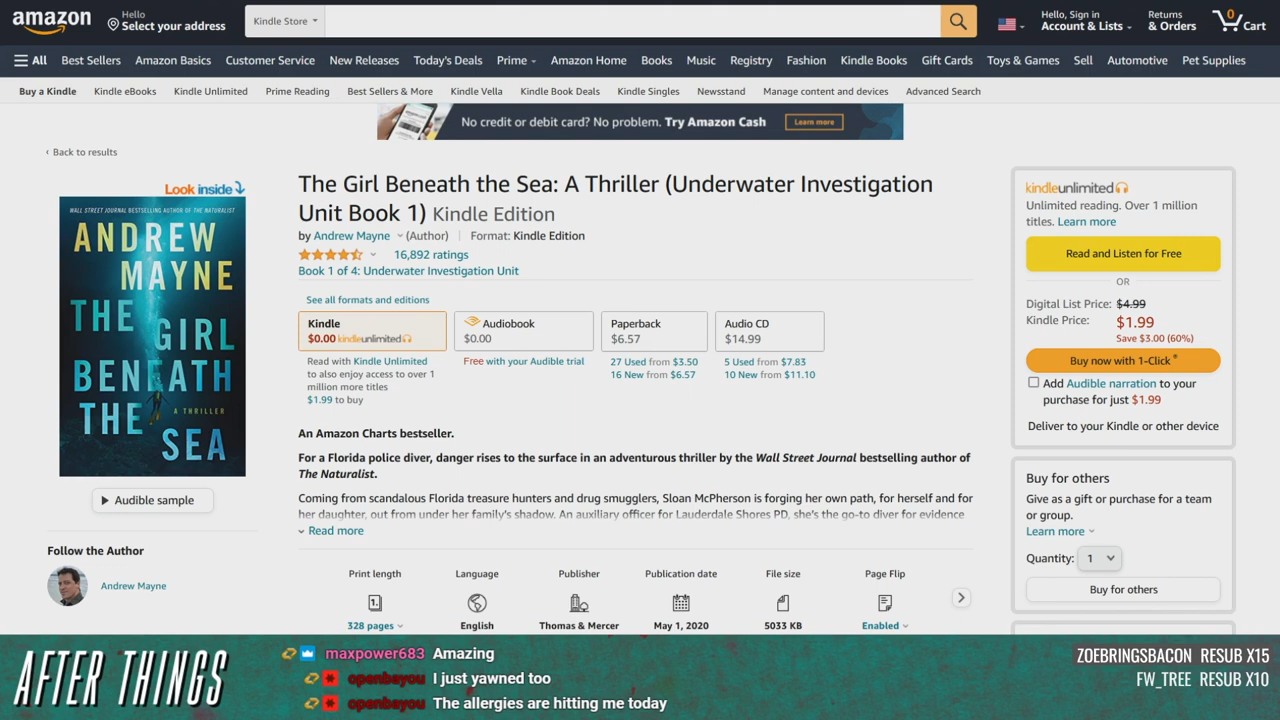 amazon
Hello
Select your address
Kindle Store
Hello, Sign in
Account & Lists
Returns
& Orders
0
Cart
All
Best Sellers
Amazon Basics
Customer Service
New Releases
Today's Deals
Prime
Amazon Home
Books
Music
Registry
Fashion
Kindle Books
Gift Cards
Toys & Games
Sell
Automotive
Pet Supplies
Buy a Kindle
Kindle eBooks
Kindle Unlimited
Prime Reading
Best Sellers & More
Kindle Vella
Kindle Book Deals
Kindle Singles
Newsstand
Manage content and devices
Advanced Search
No credit or debit card? No problem. Try Amazon Cash
Learn more
‹ Back to results
Look inside
WALL STREET JOURNAL BESTSELLING AUTHOR OF THE NATURALIST
ANDREW
MAYNE
THE
GIRL
BENEATH
THE
A THRILLER
SEA
Audible sample
Follow the Author
Andrew Mayne
The Girl Beneath the Sea: A Thriller (Underwater Investigation
Unit Book 1) Kindle Edition
by Andrew Mayne (Author) | Format: Kindle Edition
16,892 ratings
Book 1 of 4: Underwater Investigation Unit
See all formats and editions
Kindle
$0.00 kindleunlimited
Read with Kindle Unlimited
to also enjoy access to over 1
million more titles
$1.99 to buy
Audiobook
$0.00
Free with your Audible trial
Paperback
$6.57
27 Used from $3.50
16 New from $6.57
Audio CD
$14.99
5 Used from $7.83
10 New from $11.10
An Amazon Charts bestseller.
For a Florida police diver, danger rises to the surface in an adventurous thriller by the Wall Street Journal bestselling author of
The Naturalist.
Coming from scandalous Florida treasure hunters and drug smugglers, Sloan McPherson is forging her own path, for herself and for
her daughter, out from under her family's shadow. An auxiliary officer for Lauderdale Shores PD, she's the go-to diver for evidence
Read more
Print length
1.
328 pages
Language
English
Publisher
Thomas & Mercer
Publication date
May 1, 2020
File size
5033 KB
Page Flip
Enabled
kindleunlimited
Unlimited reading. Over 1 million
titles. Learn more
Read and Listen for Free
OR
Digital List Price: $4.99
Kindle Price: $1.99
Save $3.00 (60%)
Buy now with 1-Click ®
Add Audible narration to your
purchase for just $1.99
Deliver to your Kindle or other device
Buy for others
Give as a gift or purchase for a team
or group.
Learn more
Quantity: 1
Buy for others
AFTER THINGS
maxpower683 Amazing
openbayou I just yawned too
openbayou The allergies are hitting me today
ZOEBRINGSBACON RESUB X15
FW_TREE RESUB X10